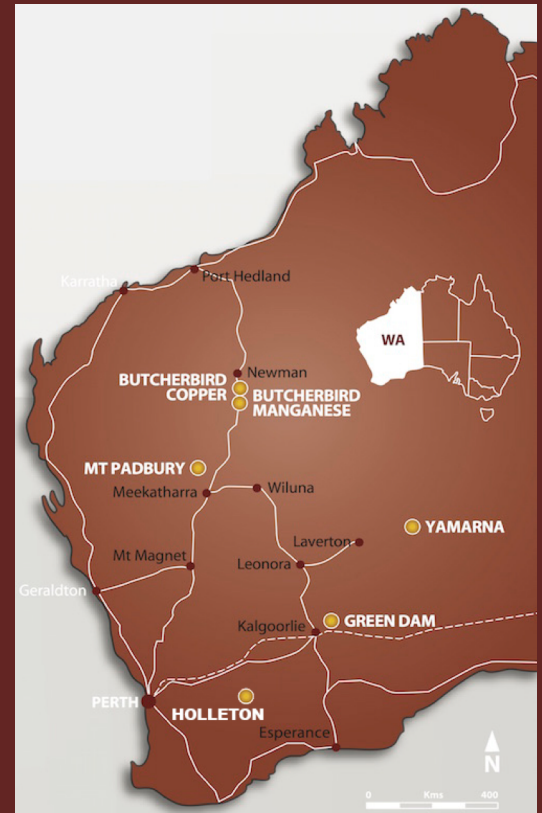 Karratha
Port Hedland
WA
Newman
BUTCHERBIRD
COPPER
BUTCHERBIRD
MANGANESE
MT PADBURY
Meekatharra
Wiluna
YAMARNA
Laverton
Mt Magnet
Leonora
Geraldton
GREEN DAM
Kalgoorlie
PERTH
HOLLETON
Esperance
N
0 Kms 400